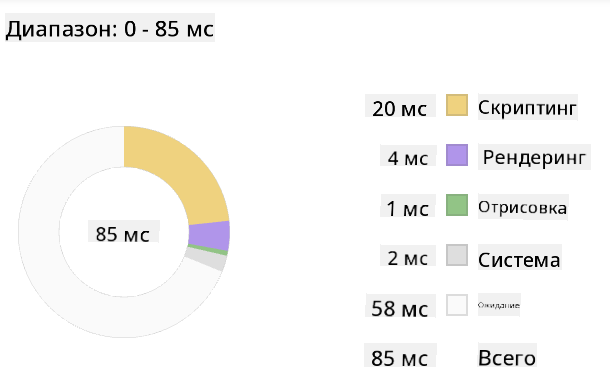 Диапазон: 0 - 85 мс
20 мс Скриптинг
4 мс Рендеринг
1 мс Отрисовка
85 мс
2 мс Система
58 мс Ожидание
85 мс Всего